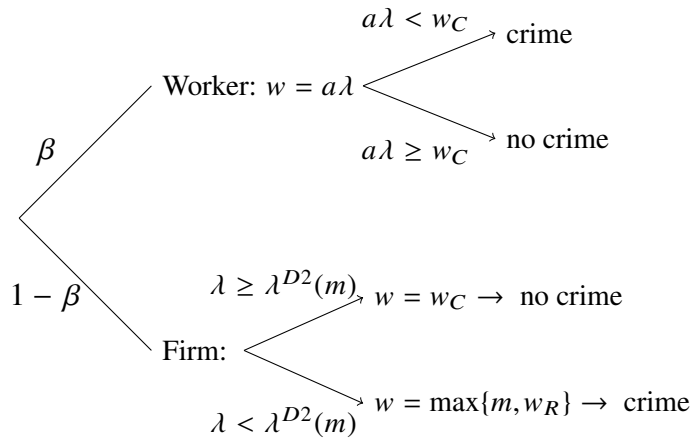 aλ < w_C
crime
Worker: w = aλ
β
no crime
aλ ≥ w_C
1 − β
λ ≥ λ^{D2}(m)
w = w_C → no crime
Firm:
w = max{m, w_R} → crime
λ < λ^{D2}(m)